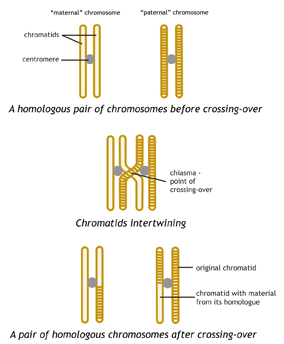 “maternal” chromosome
“paternal” chromosome
chromatids
centromere
A homologous pair of chromosomes before crossing-over
chiasma -
point of
crossing-over
Chromatids intertwining
original chromatid
chromatid with material
from its homologue
A pair of homologous chromosomes after crossing-over